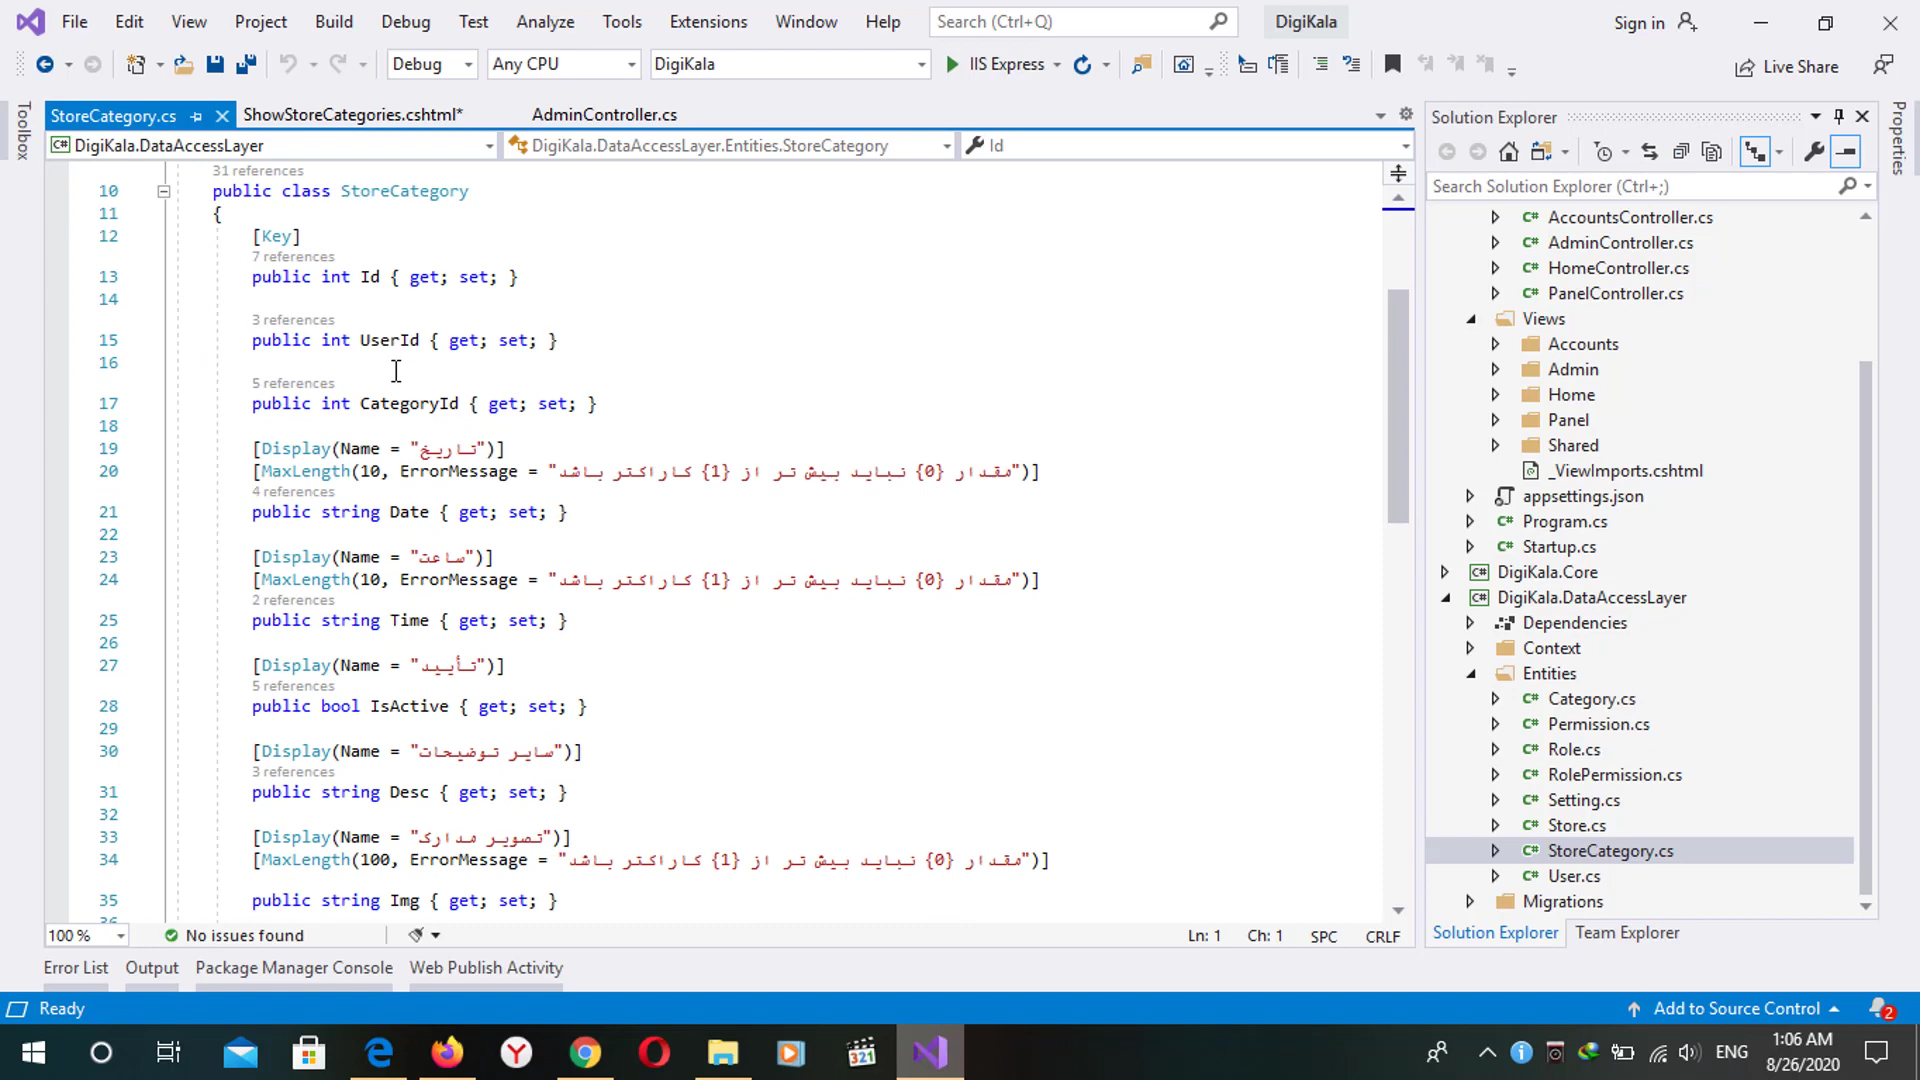 File Edit View Project Build Debug Test Analyze Tools Extensions Window Help Search (Ctrl+Q) DigiKala Sign in
Debug Any CPU DigiKala IIS Express Live Share
Toolbox
StoreCategory.cs ShowStoreCategories.cshtml* AdminController.cs
DigiKala.DataAccessLayer DigiKala.DataAccessLayer.Entities.StoreCategory Id
31 references
10 public class StoreCategory
11 {
12 [Key]
7 references
13 public int Id { get; set; }
14
3 references
15 public int UserId { get; set; }
16
5 references
17 public int CategoryId { get; set; }
18
19 [Display(Name = "تاریخ")]
20 [MaxLength(10, ErrorMessage = "مقدار {0} نباید بیش تر از {1} کاراکتر باشد")]
4 references
21 public string Date { get; set; }
22
23 [Display(Name = "ساعت")]
24 [MaxLength(10, ErrorMessage = "مقدار {0} نباید بیش تر از {1} کاراکتر باشد")]
2 references
25 public string Time { get; set; }
26
27 [Display(Name = "تأیید")]
5 references
28 public bool IsActive { get; set; }
29
30 [Display(Name = "سایر توضیحات")]
3 references
31 public string Desc { get; set; }
32
33 [Display(Name = "تصویر مدارک")]
34 [MaxLength(100, ErrorMessage = "مقدار {0} نباید بیش تر از {1} کاراکتر باشد")]
35 public string Img { get; set; }
100 % No issues found Ln: 1 Ch: 1 SPC CRLF
Error List Output Package Manager Console Web Publish Activity
Solution Explorer
Search Solution Explorer (Ctrl+;)
C# AccountsController.cs
C# AdminController.cs
C# HomeController.cs
C# PanelController.cs
Views
Accounts
Admin
Home
Panel
Shared
_ViewImports.cshtml
appsettings.json
C# Program.cs
C# Startup.cs
C# DigiKala.Core
C# DigiKala.DataAccessLayer
Dependencies
Context
Entities
C# Category.cs
C# Permission.cs
C# Role.cs
C# RolePermission.cs
C# Setting.cs
C# Store.cs
C# StoreCategory.cs
C# User.cs
Migrations
Solution Explorer Team Explorer
Properties
Ready Add to Source Control 2
321 ENG 1:06 AM
8/26/2020